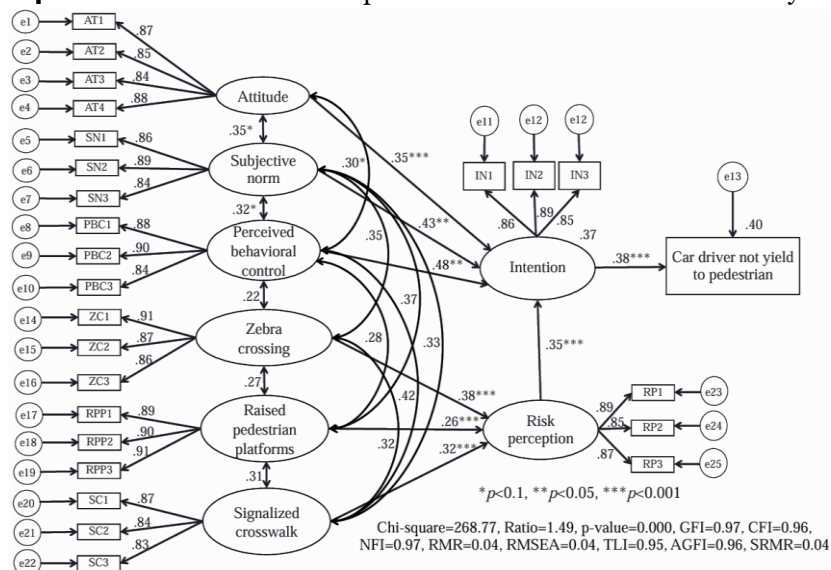 e1 AT1 .87
e2 AT2 .85
e3 AT3 .84
e4 AT4 .88
Attitude
.35*
e5 SN1 .86
e6 SN2 .89
e7 SN3 .84
Subjective
norm
.32*
e8 PBC1 .88
e9 PBC2 .90
e10 PBC3 .84
Perceived
behavioral
control
.22
e14 ZC1 .91
e15 ZC2 .87
e16 ZC3 .86
Zebra
crossing
.27
e17 RPP1 .89
e18 RPP2 .90
e19 RPP3 .91
Raised
pedestrian
platforms
.31
e20 SC1 .87
e21 SC2 .84
e22 SC3 .83
Signalized
crosswalk
.30*
.35
.37
.28
.33
.42
.32
.35***
.43**
.48**
.38***
.26***
.32***
e11 e12 e12
IN1 IN2 IN3
.86 .89 .85
.37
Intention
.38***
e13
.40
Car driver not yield
to pedestrian
.35***
Risk
perception
.89 RP1 e23
.85 RP2 e24
.87 RP3 e25
*p<0.1, **p<0.05, ***p<0.001
Chi-square=268.77, Ratio=1.49, p-value=0.000, GFI=0.97, CFI=0.96,
NFI=0.97, RMR=0.04, RMSEA=0.04, TLI=0.95, AGFI=0.96, SRMR=0.04